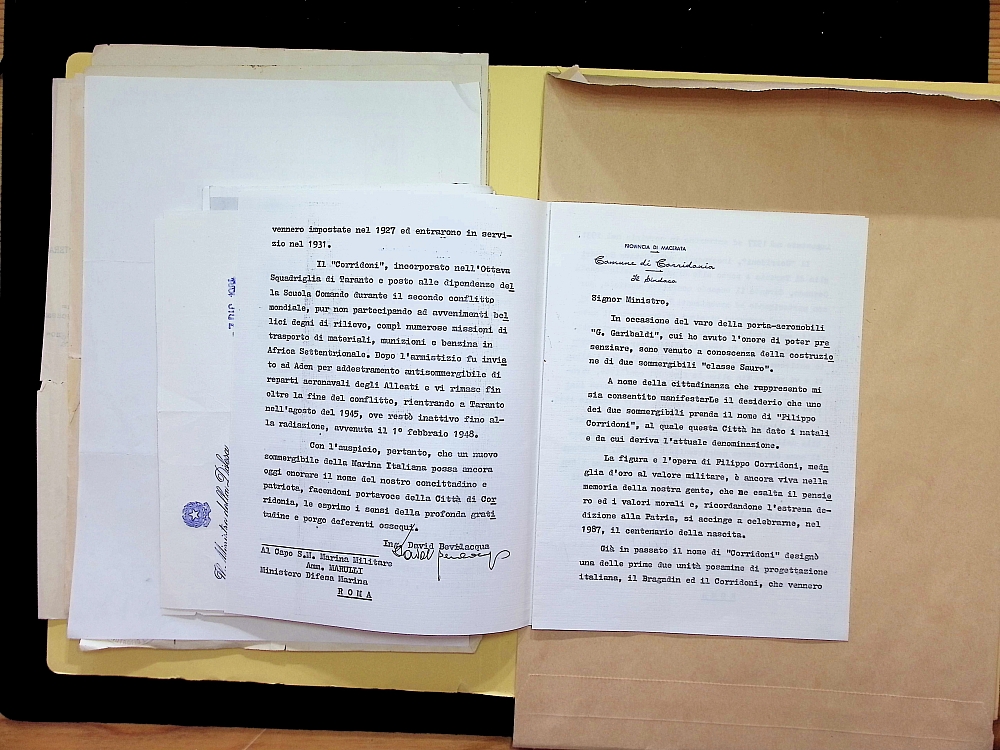 PROVINCIA DI MACERATA
Comune di Corridonia
Il Sindaco
Signor Ministro,
In occasione del varo della porta-aeromobili
"G. Garibaldi", cui ho avuto l'onore di poter pre
senziare, sono venuto a conoscenza della costruzio
ne di due sommergibili "classe Sauro".
A nome della cittadinanza che rappresento mi
sia consentito manifestarLe il desiderio che uno
dei due sommergibili prenda il nome di "Filippo
Corridoni", al quale questa Città ha dato i natali
e da cui deriva l'attuale denominazione.
La figura e l'opera di Filippo Corridoni, meda
glia d'oro al valore militare, è ancora viva nella
memoria della nostra gente, che ne esalta il pensie
ro ed i valori morali e, ricordandone l'estrema de-
dizione alla Patria, si accinge a celebrarne, nel
1987, il centenario della nascita.
Già in passato il nome di "Corridoni" designò
una delle prime due unità posamine di progettazione
italiana, il Bragadin ed il Corridoni, che vennero
vennero impostate nel 1927 ed entrarono in servi-
zio nel 1931.
Il "Corridoni", incorporato nell'Ottava
Squadriglia di Taranto e posto alle dipendenze del
la Scuola Comando durante il secondo conflitto
mondiale, pur non partecipando ad avvenimenti bel
lici degni di rilievo, compì numerose missioni di
trasporto di materiali, munizioni e benzina in
Africa Settentrionale. Dopo l'armistizio fu invia
to ad Aden per addestramento antisommergibile di
reparti aeronavali degli Alleati e vi rimase fin
oltre la fine del conflitto, rientrando a Taranto
nell'agosto del 1945, ove restò inattivo fino al-
la radiazione, avvenuta il 1° febbraio 1948.
Con l'auspicio, pertanto, che un nuovo
sommergibile della Marina Italiana possa ancora
oggi onorare il nome del nostro concittadino e
patriota, facendomi portavoce della Città di Cor
ridonia, le esprimo i sensi della profonda grati
tudine e porgo deferenti ossequi.
Ing. David Bevilacqua
Al Capo S.M. Marina Militare
Amm. MARULLI
Ministero Difesa Marina
ROMA
Il Ministro della Difesa